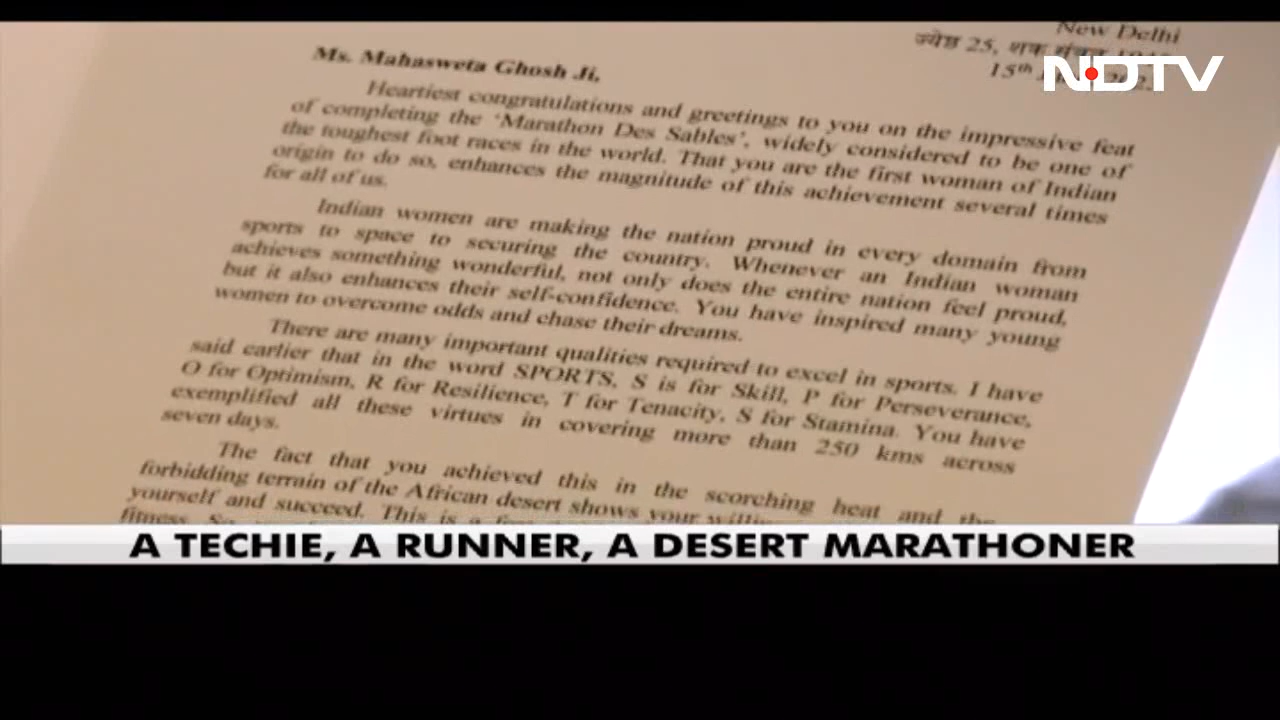 New Delhi
NDTV
ज्येष्ठ 25, शक संवत्
15th
Ms. Mahasweta Ghosh Ji,
Heartiest congratulations and greetings to you on the impressive feat
of completing the ‘Marathon Des Sables’, widely considered to be one of
the toughest foot races in the world. That you are the first woman of Indian
origin to do so, enhances the magnitude of this achievement several times
for all of us.
Indian women are making the nation proud in every domain from
sports to space to securing the country. Whenever an Indian woman
achieves something wonderful, not only does the entire nation feel proud,
but it also enhances their self-confidence. You have inspired many young
women to overcome odds and chase their dreams.
There are many important qualities required to excel in sports. I have
said earlier that in the word SPORTS, S is for Skill, P for Perseverance,
O for Optimism, R for Resilience, T for Tenacity, S for Stamina. You have
exemplified all these virtues in covering more than 250 kms across
seven days.
The fact that you achieved this in the scorching heat and the
forbidding terrain of the African desert shows your
yourself and succeed. This is a
fitness.
A TECHIE, A RUNNER, A DESERT MARATHONER